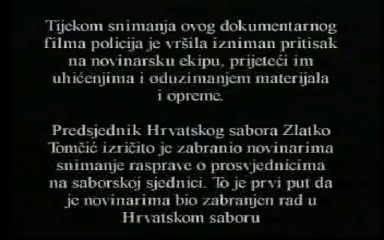 Tijekom snimanja ovog dokumentarnog
filma policija je vršila izniman pritisak
na novinarsku ekipu, prijeteći im
uhićenjima i oduzimanjem materijala
i opreme.
Predsjednik Hrvatskog sabora Zlatko
Tomčić izričito je zabranio novinarima
snimanje rasprave o prosvjednicima
na saborskoj sjednici. To je prvi put da
je novinarima bio zabranjen rad u
Hrvatskom saboru